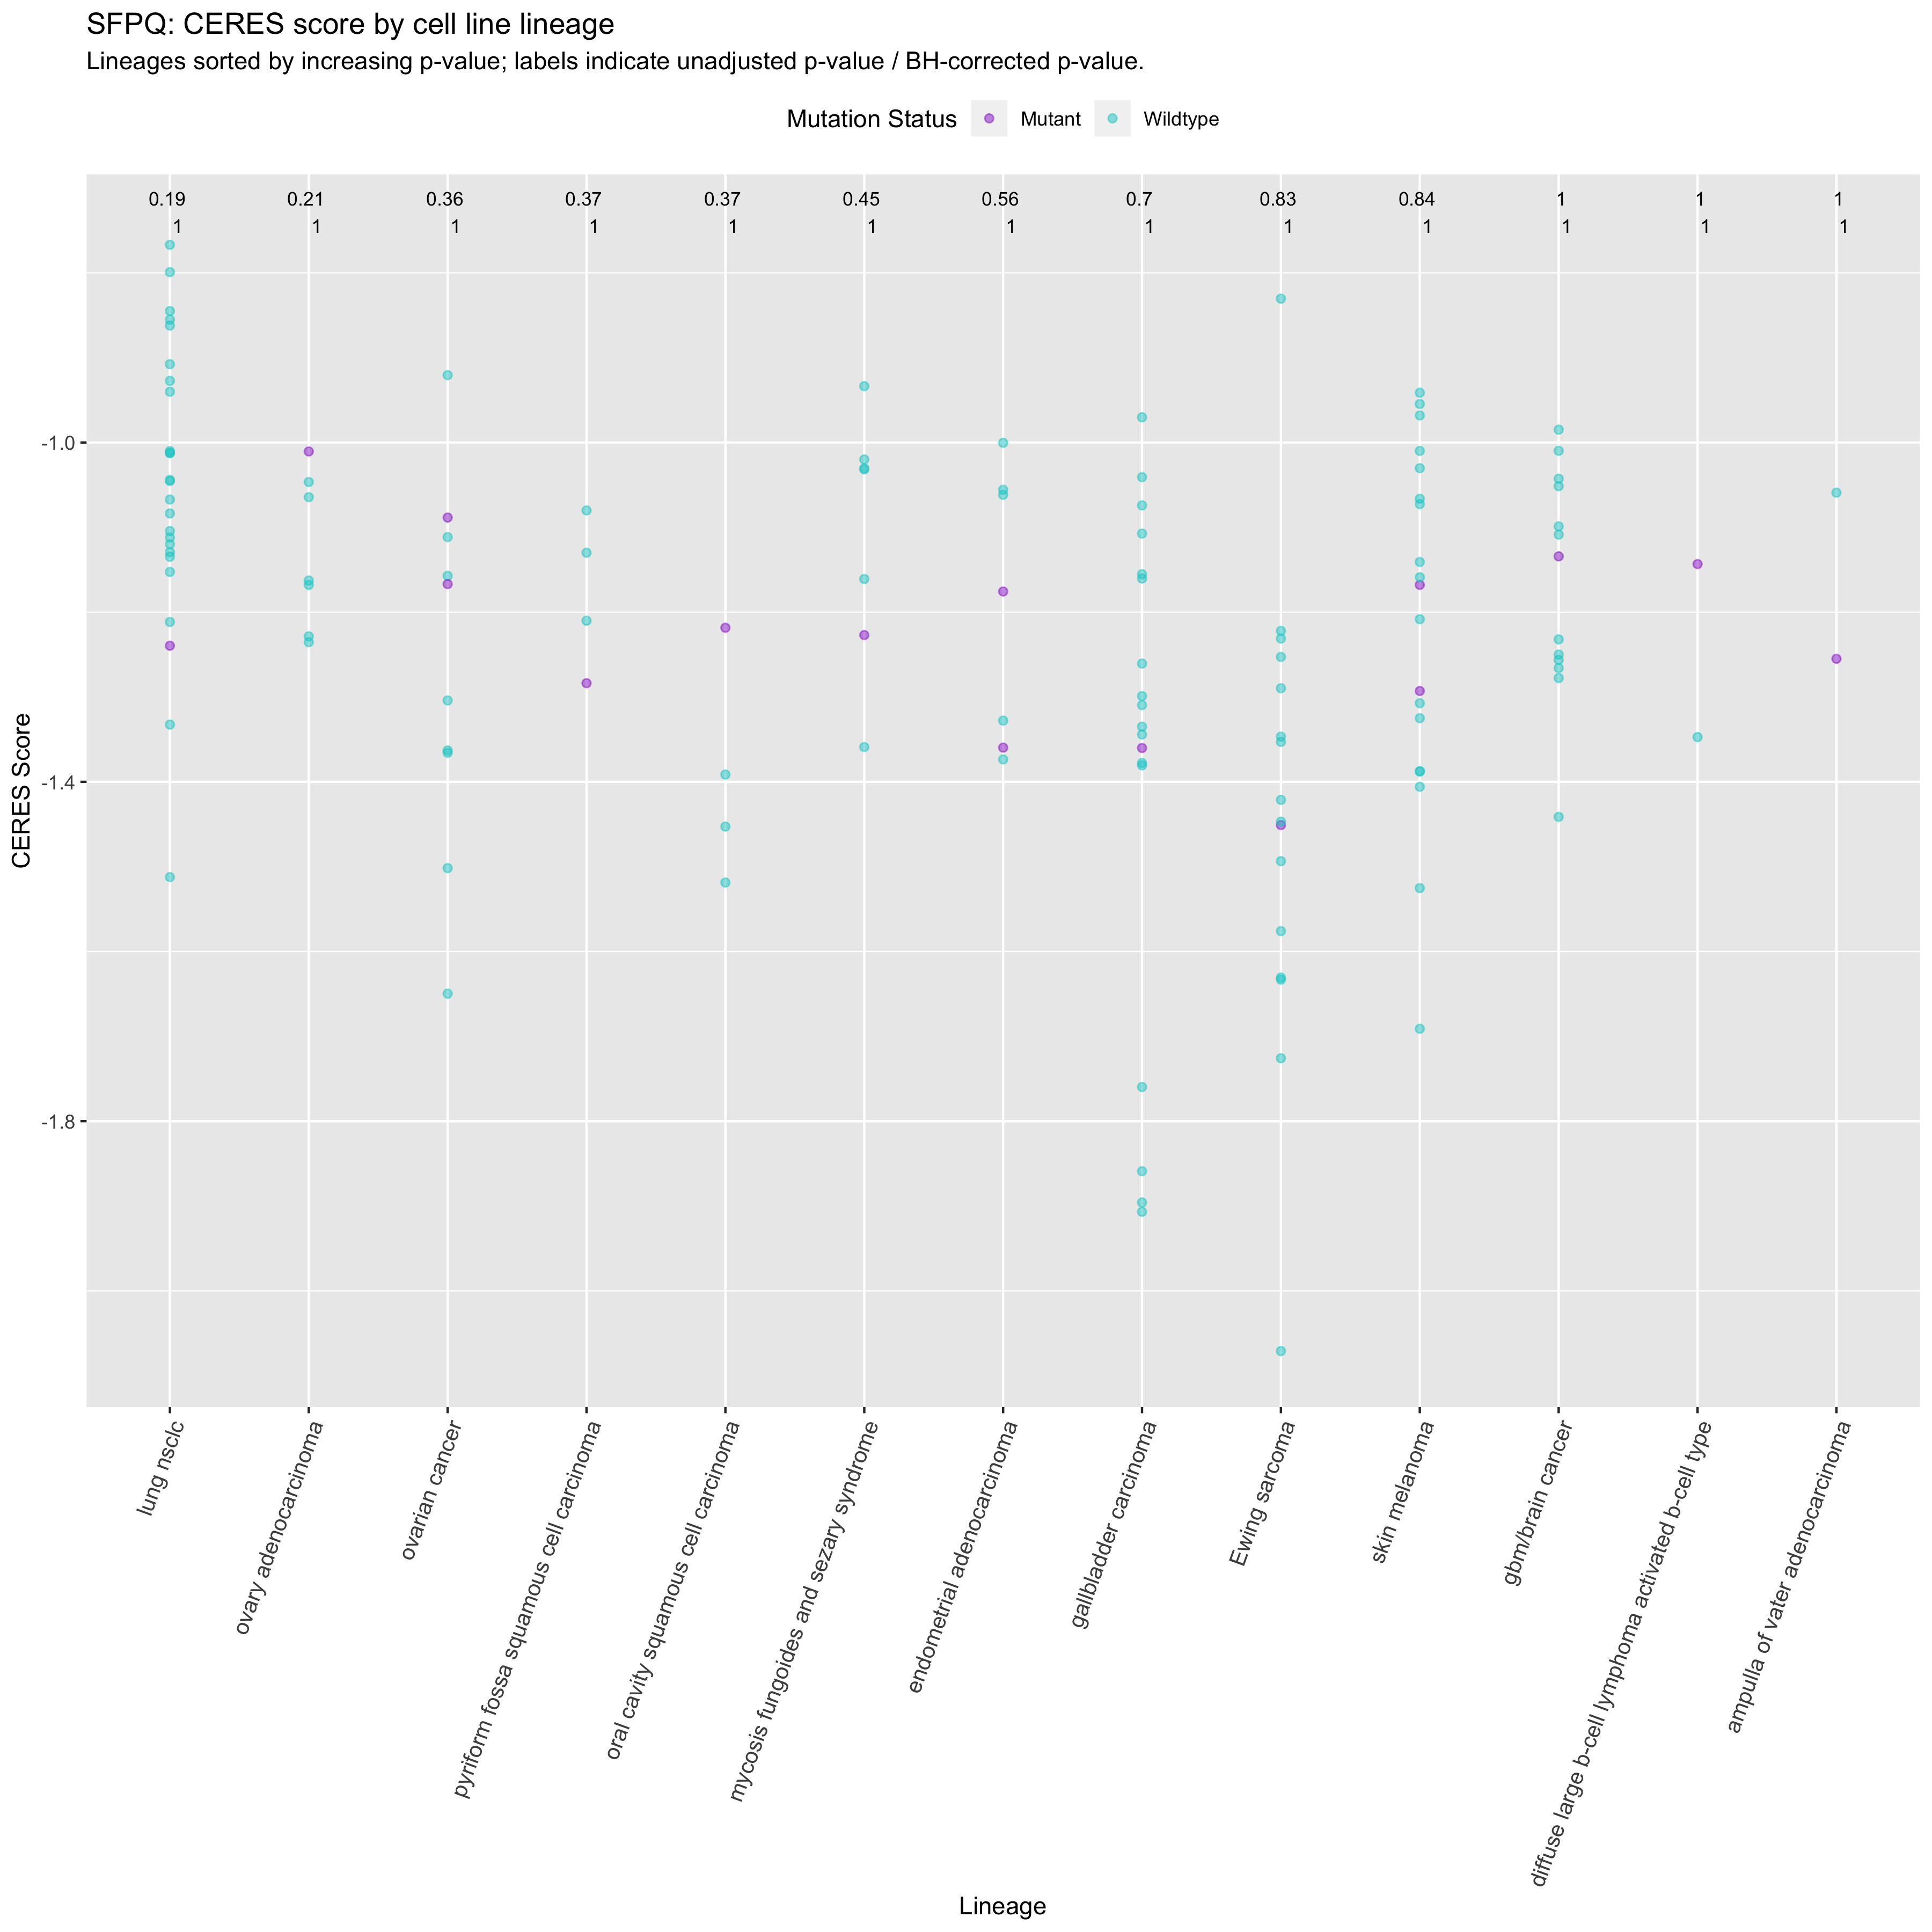 SFPQ: CERES score by cell line lineage
Lineages sorted by increasing p-value; labels indicate unadjusted p-value / BH-corrected p-value.
Mutation Status Mutant Wildtype
0.19 0.21 0.36 0.37 0.37 0.45 0.56 0.7 0.83 0.84 1 1 1
1 1 1 1 1 1 1 1 1 1 1 1 1
-1.0
-1.4
-1.8
CERES Score
lung nsclc
ovary adenocarcinoma
ovarian cancer
pyriform fossa squamous cell carcinoma
oral cavity squamous cell carcinoma
mycosis fungoides and sezary syndrome
endometrial adenocarcinoma
gallbladder carcinoma
Ewing sarcoma
skin melanoma
gbm/brain cancer
diffuse large b-cell lymphoma activated b-cell type
ampulla of vater adenocarcinoma
Lineage